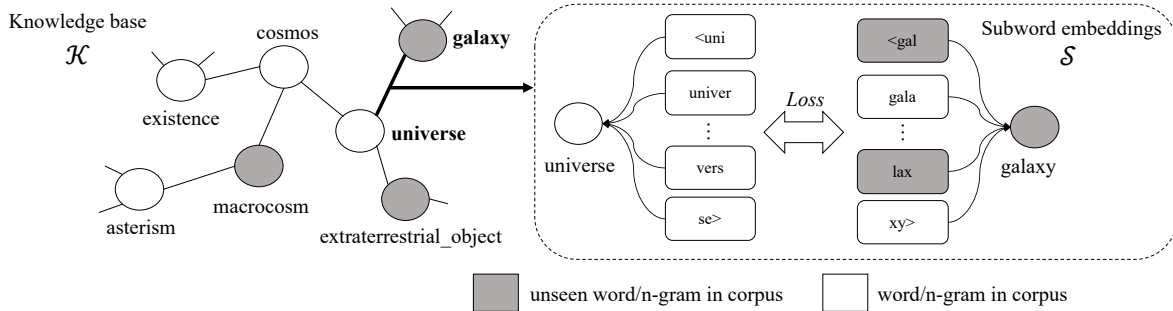 Knowledge base
𝒦
cosmos
galaxy
existence
universe
asterism
macrocosm
extraterrestrial_object
Subword embeddings
𝒮
<uni
univer
⋮
vers
se>
universe
Loss
<gal
gala
⋮
lax
xy>
galaxy
unseen word/n-gram in corpus
word/n-gram in corpus